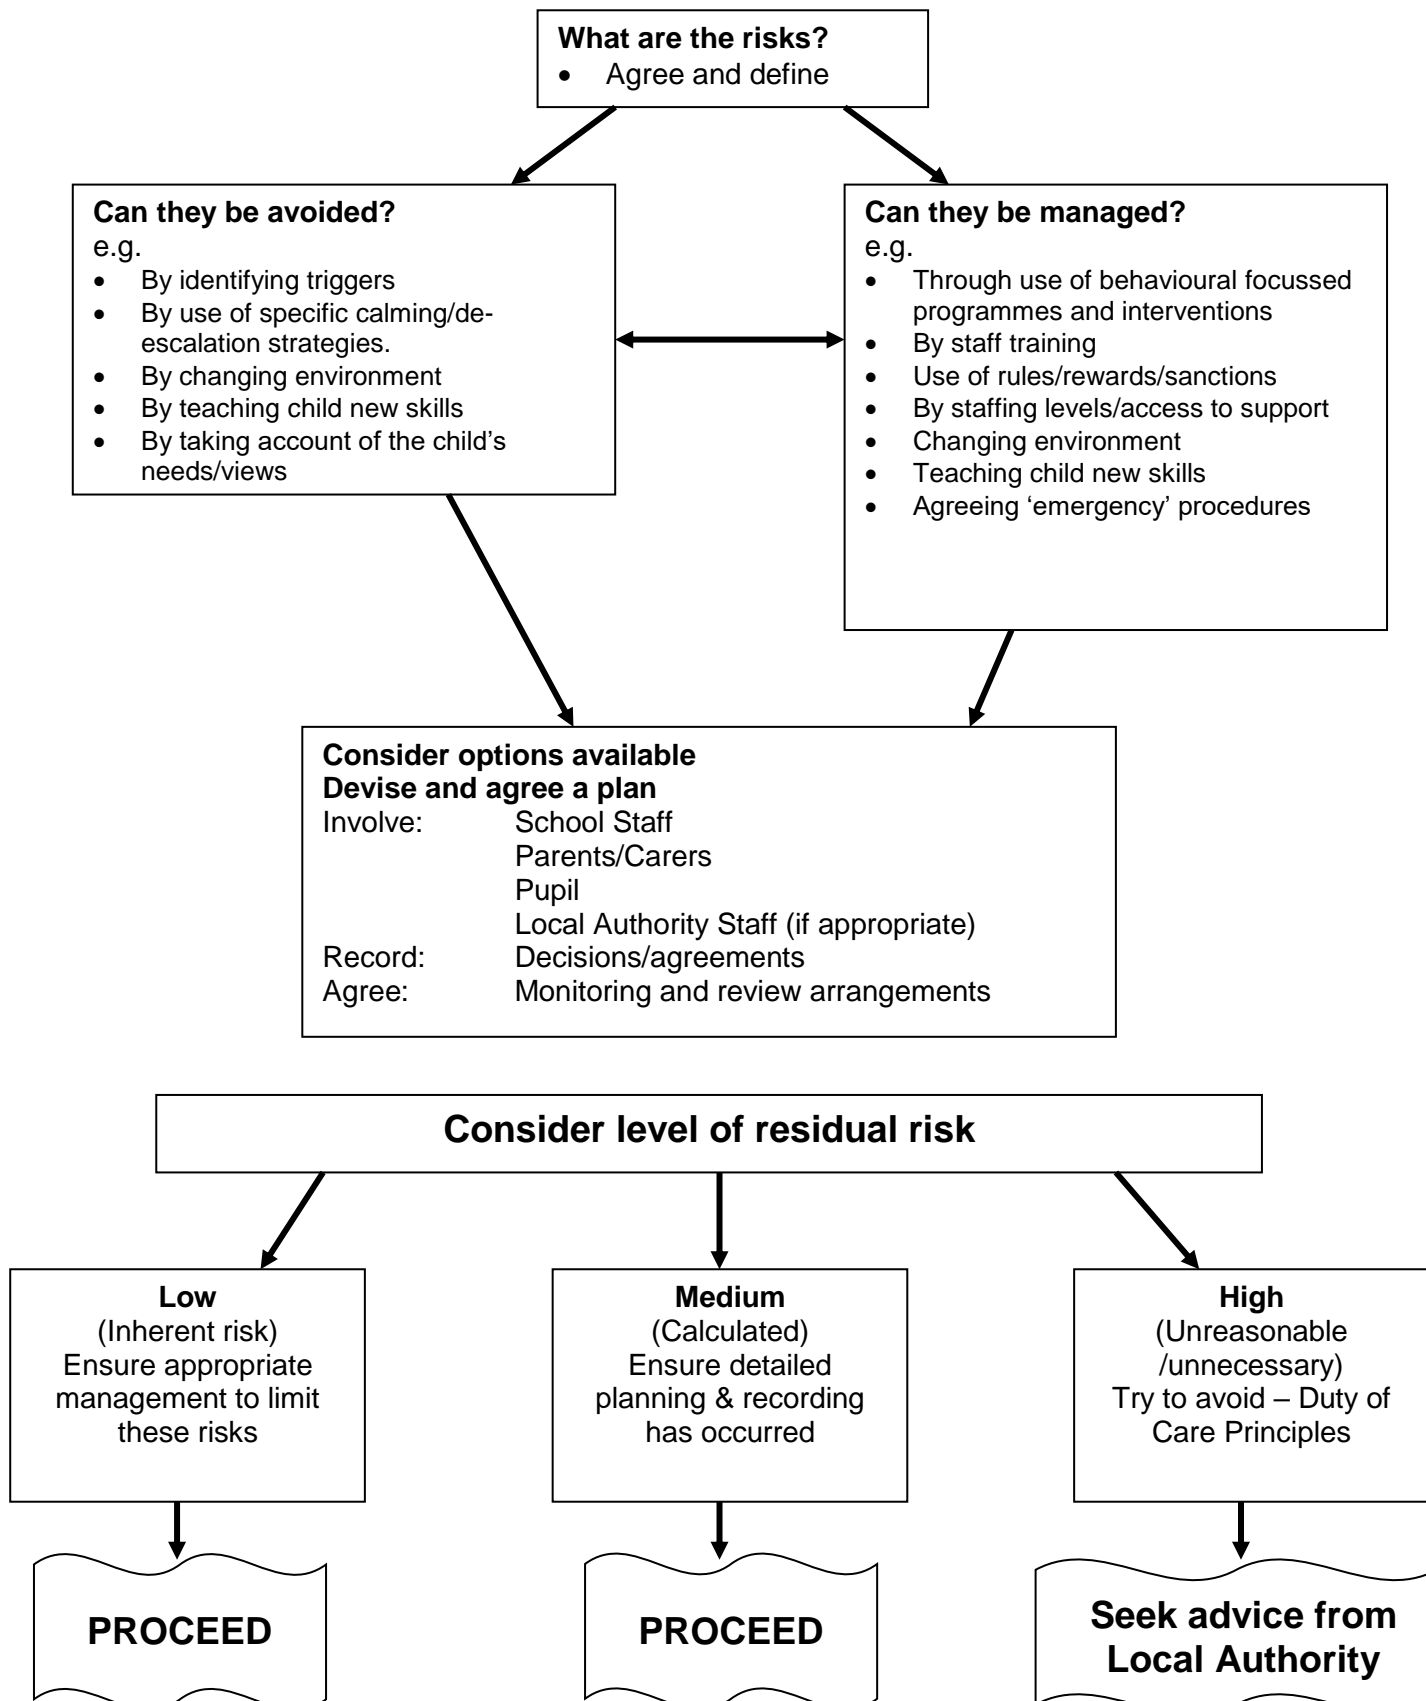 What are the risks?
• Agree and define
Can they be avoided?
e.g.
• By identifying triggers
• By use of specific calming/de-
escalation strategies.
• By changing environment
• By teaching child new skills
• By taking account of the child’s
needs/views
Can they be managed?
e.g.
• Through use of behavioural focussed
programmes and interventions
• By staff training
• Use of rules/rewards/sanctions
• By staffing levels/access to support
• Changing environment
• Teaching child new skills
• Agreeing ‘emergency’ procedures
Consider options available
Devise and agree a plan
Involve: School Staff
Parents/Carers
Pupil
Local Authority Staff (if appropriate)
Record: Decisions/agreements
Agree: Monitoring and review arrangements
Consider level of residual risk
Low
(Inherent risk)
Ensure appropriate
management to limit
these risks
Medium
(Calculated)
Ensure detailed
planning & recording
has occurred
High
(Unreasonable
/unnecessary)
Try to avoid – Duty of
Care Principles
PROCEED
PROCEED
Seek advice from
Local Authority